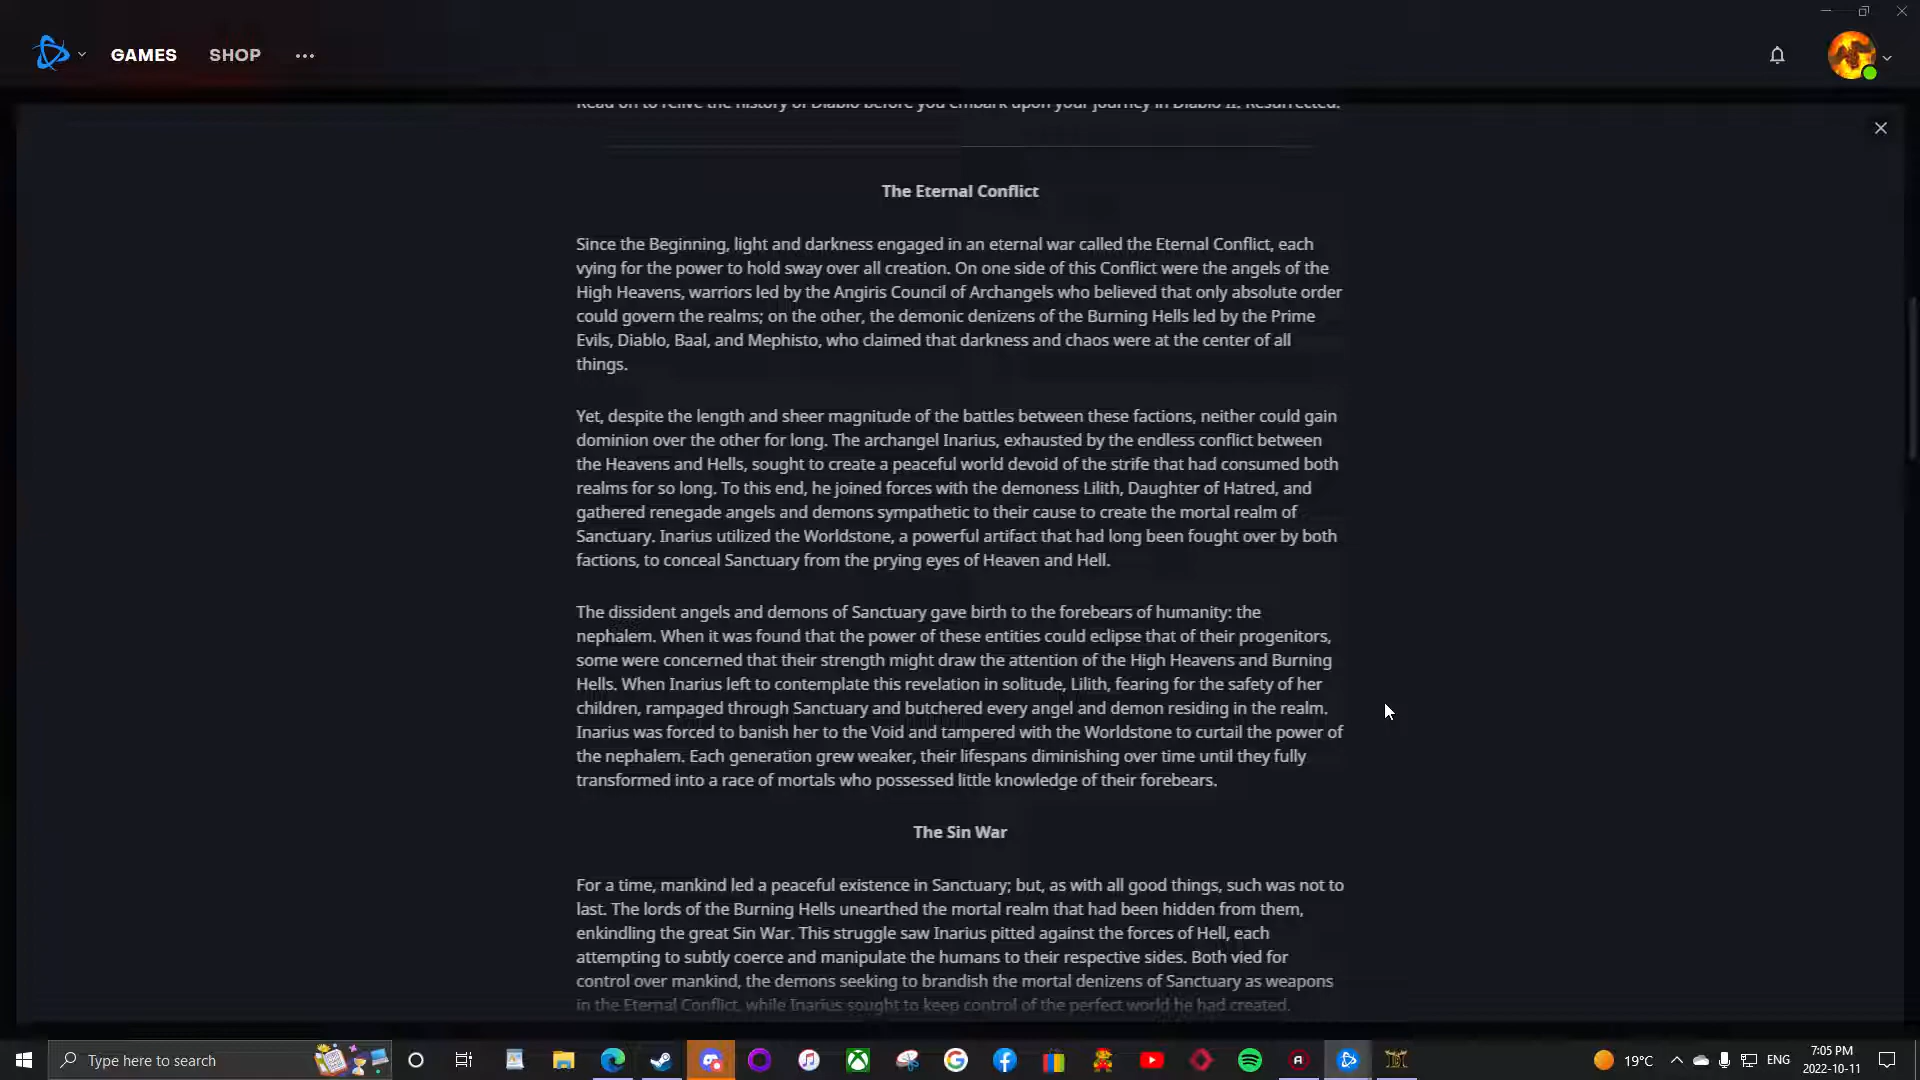 GAMES
SHOP
Read on to relive the history of Diablo before you embark upon your journey in Diablo II: Resurrected.
The Eternal Conflict
Since the Beginning, light and darkness engaged in an eternal war called the Eternal Conflict, each
vying for the power to hold sway over all creation. On one side of this Conflict were the angels of the
High Heavens, warriors led by the Angiris Council of Archangels who believed that only absolute order
could govern the realms; on the other, the demonic denizens of the Burning Hells led by the Prime
Evils, Diablo, Baal, and Mephisto, who claimed that darkness and chaos were at the center of all
things.
Yet, despite the length and sheer magnitude of the battles between these factions, neither could gain
dominion over the other for long. The archangel Inarius, exhausted by the endless conflict between
the Heavens and Hells, sought to create a peaceful world devoid of the strife that had consumed both
realms for so long. To this end, he joined forces with the demoness Lilith, Daughter of Hatred, and
gathered renegade angels and demons sympathetic to their cause to create the mortal realm of
Sanctuary. Inarius utilized the Worldstone, a powerful artifact that had long been fought over by both
factions, to conceal Sanctuary from the prying eyes of Heaven and Hell.
The dissident angels and demons of Sanctuary gave birth to the forebears of humanity: the
nephalem. When it was found that the power of these entities could eclipse that of their progenitors,
some were concerned that their strength might draw the attention of the High Heavens and Burning
Hells. When Inarius left to contemplate this revelation in solitude, Lilith, fearing for the safety of her
children, rampaged through Sanctuary and butchered every angel and demon residing in the realm.
Inarius was forced to banish her to the Void and tampered with the Worldstone to curtail the power of
the nephalem. Each generation grew weaker, their lifespans diminishing over time until they fully
transformed into a race of mortals who possessed little knowledge of their forebears.
The Sin War
For a time, mankind led a peaceful existence in Sanctuary; but, as with all good things, such was not to
last. The lords of the Burning Hells unearthed the mortal realm that had been hidden from them,
enkindling the great Sin War. This struggle saw Inarius pitted against the forces of Hell, each
attempting to subtly coerce and manipulate the humans to their respective sides. Both vied for
control over mankind, the demons seeking to brandish the mortal denizens of Sanctuary as weapons
in the Eternal Conflict, while Inarius sought to keep control of the perfect world he had created.
Type here to search
19°C
ENG
7:05 PM
2022-10-11